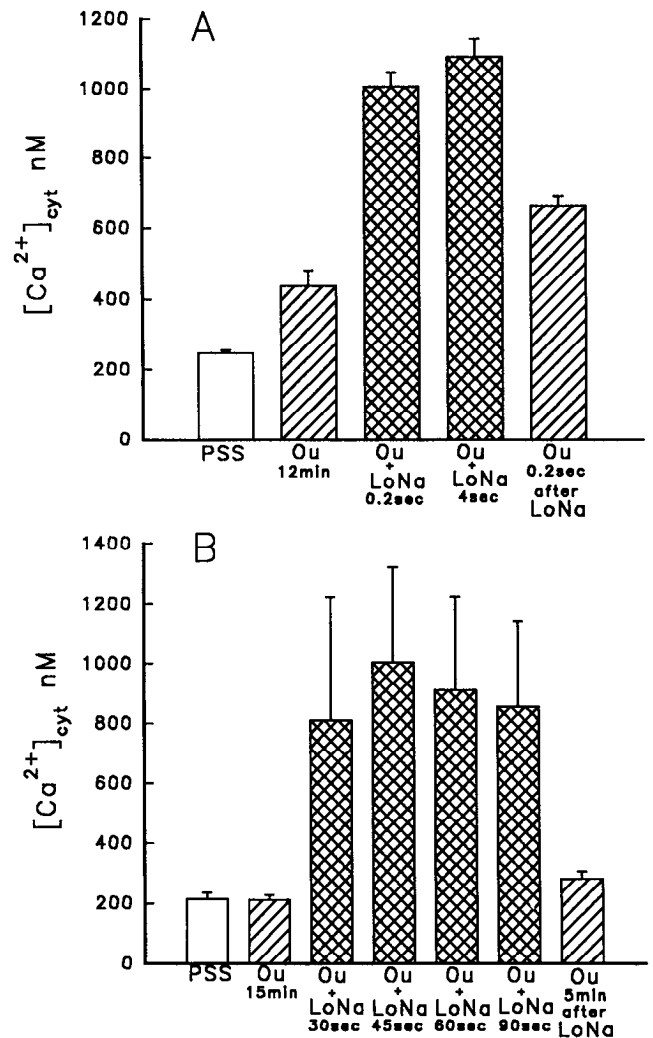 A
1200
1000
800
600
400
200
0
[Ca2+]cyt nM
PSS
Ou
12min
Ou
+
LoNa
0.2sec
Ou
+
LoNa
4sec
Ou
0.2sec
after
LoNa
B
1400
1200
1000
800
600
400
200
0
[Ca2+]cyt nM
PSS
Ou
15min
Ou
+
LoNa
30sec
Ou
+
LoNa
45sec
Ou
+
LoNa
60sec
Ou
+
LoNa
90sec
Ou
5min
after
LoNa